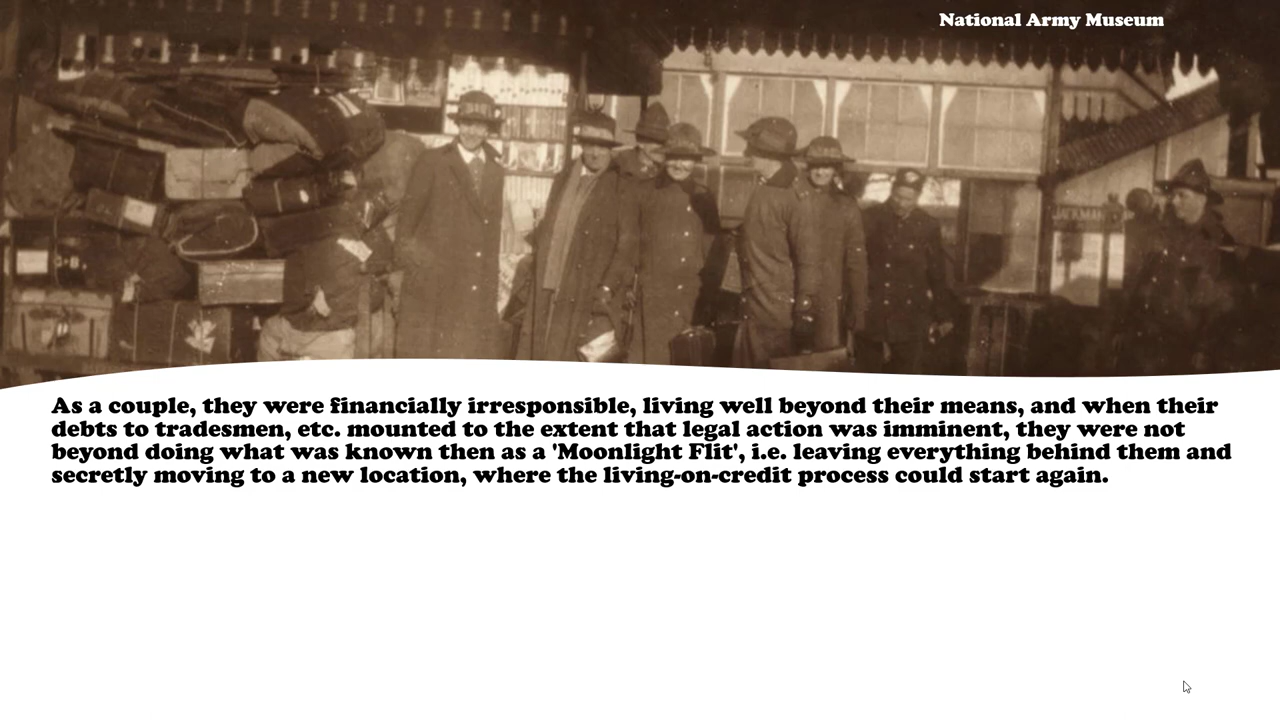 National Army Museum
JACKMAN
As a couple, they were financially irresponsible, living well beyond their means, and when their
debts to tradesmen, etc. mounted to the extent that legal action was imminent, they were not
beyond doing what was known then as a 'Moonlight Flit', i.e. leaving everything behind them and
secretly moving to a new location, where the living-on-credit process could start again.